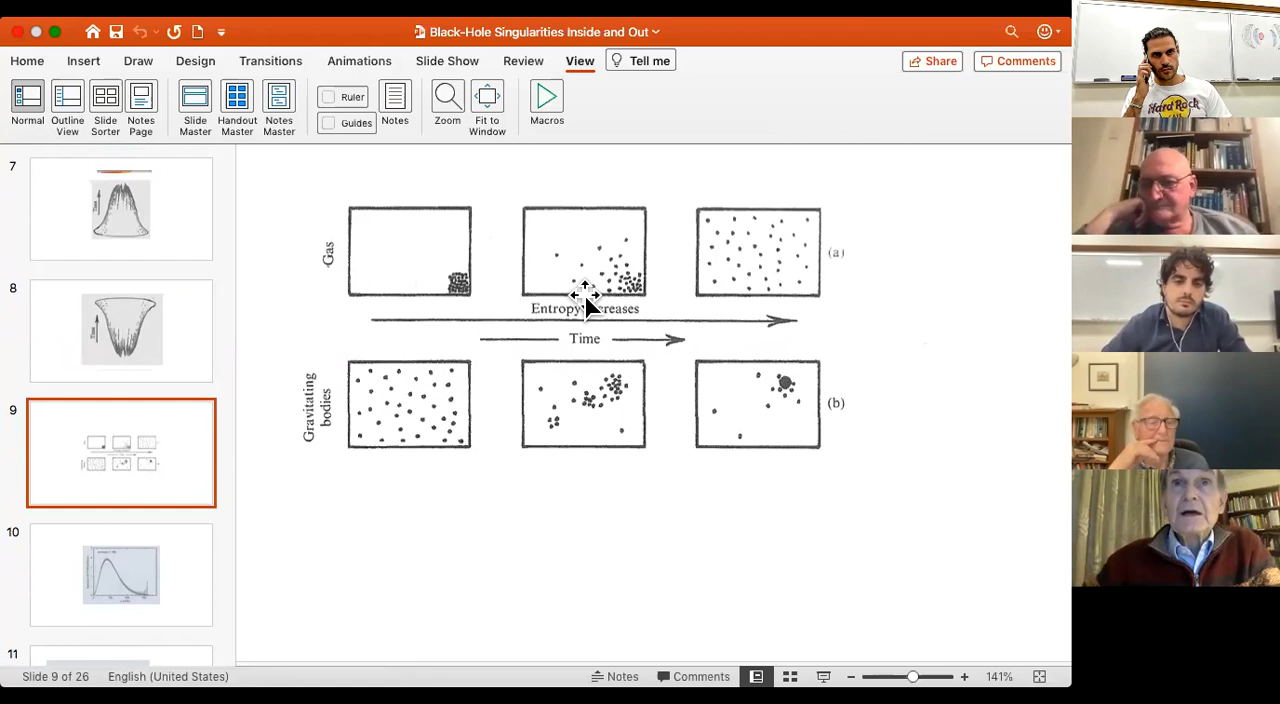 Black-Hole Singularities Inside and Out
Home Insert Draw Design Transitions Animations Slide Show Review View Tell me Share Comments
Normal Outline View Slide Sorter Notes Page Slide Master Handout Master Notes Master Ruler Guides Notes Zoom Fit to Window Macros
7
8
9
10
11
Gas
(a)
Entropy
Time
Gravitating bodies
(b)
Slide 9 of 26 English (United States) Notes Comments 141%
Hard Rock